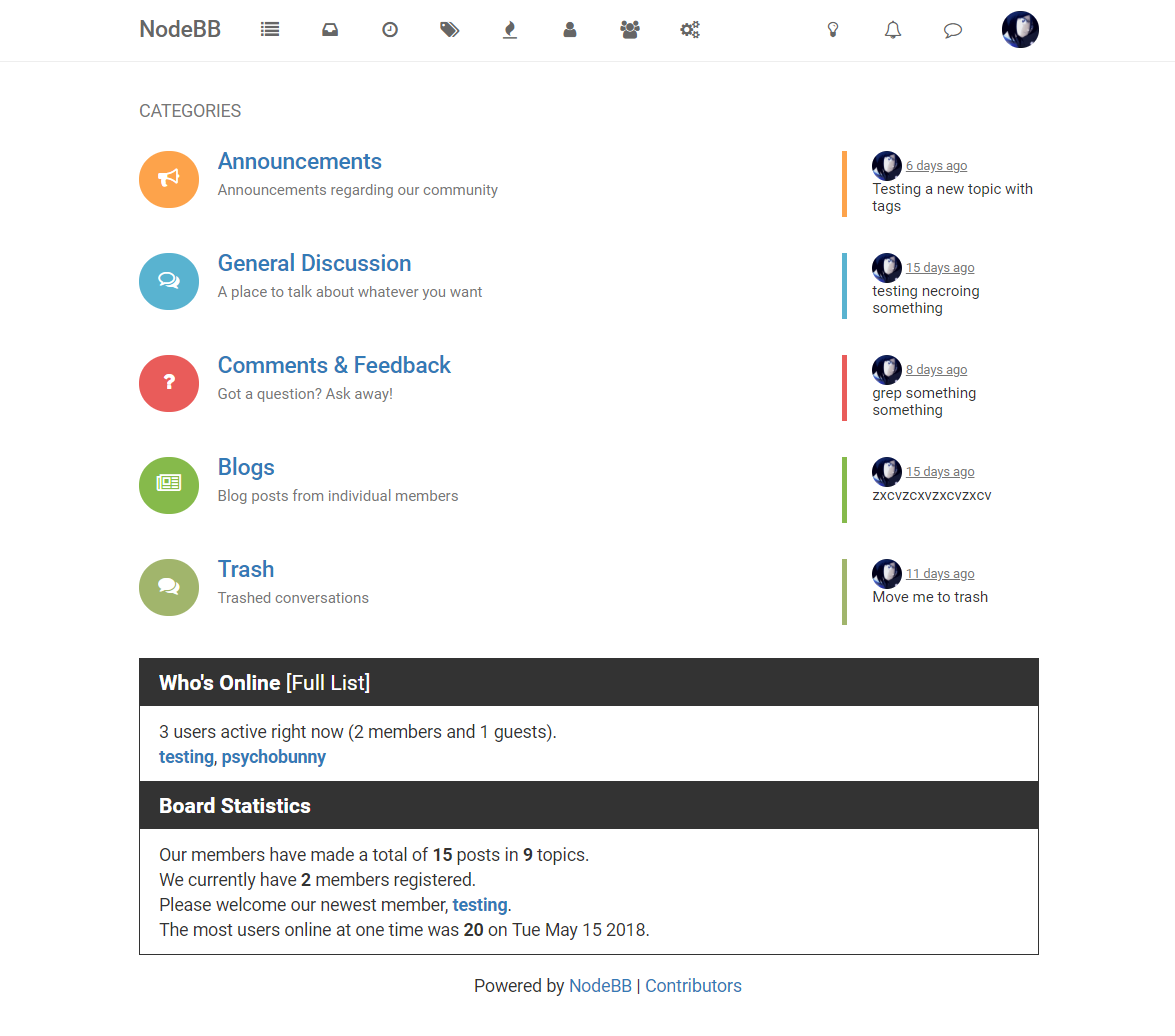 NodeBB
CATEGORIES
Announcements
Announcements regarding our community
6 days ago
Testing a new topic with
tags
General Discussion
A place to talk about whatever you want
15 days ago
testing necroing
something
Comments & Feedback
Got a question? Ask away!
8 days ago
grep something
something
Blogs
Blog posts from individual members
15 days ago
zxcvzcxvzxcvzxcv
Trash
Trashed conversations
11 days ago
Move me to trash
Who's Online [Full List]
3 users active right now (2 members and 1 guests).
testing, psychobunny
Board Statistics
Our members have made a total of 15 posts in 9 topics.
We currently have 2 members registered.
Please welcome our newest member, testing.
The most users online at one time was 20 on Tue May 15 2018.
Powered by NodeBB | Contributors